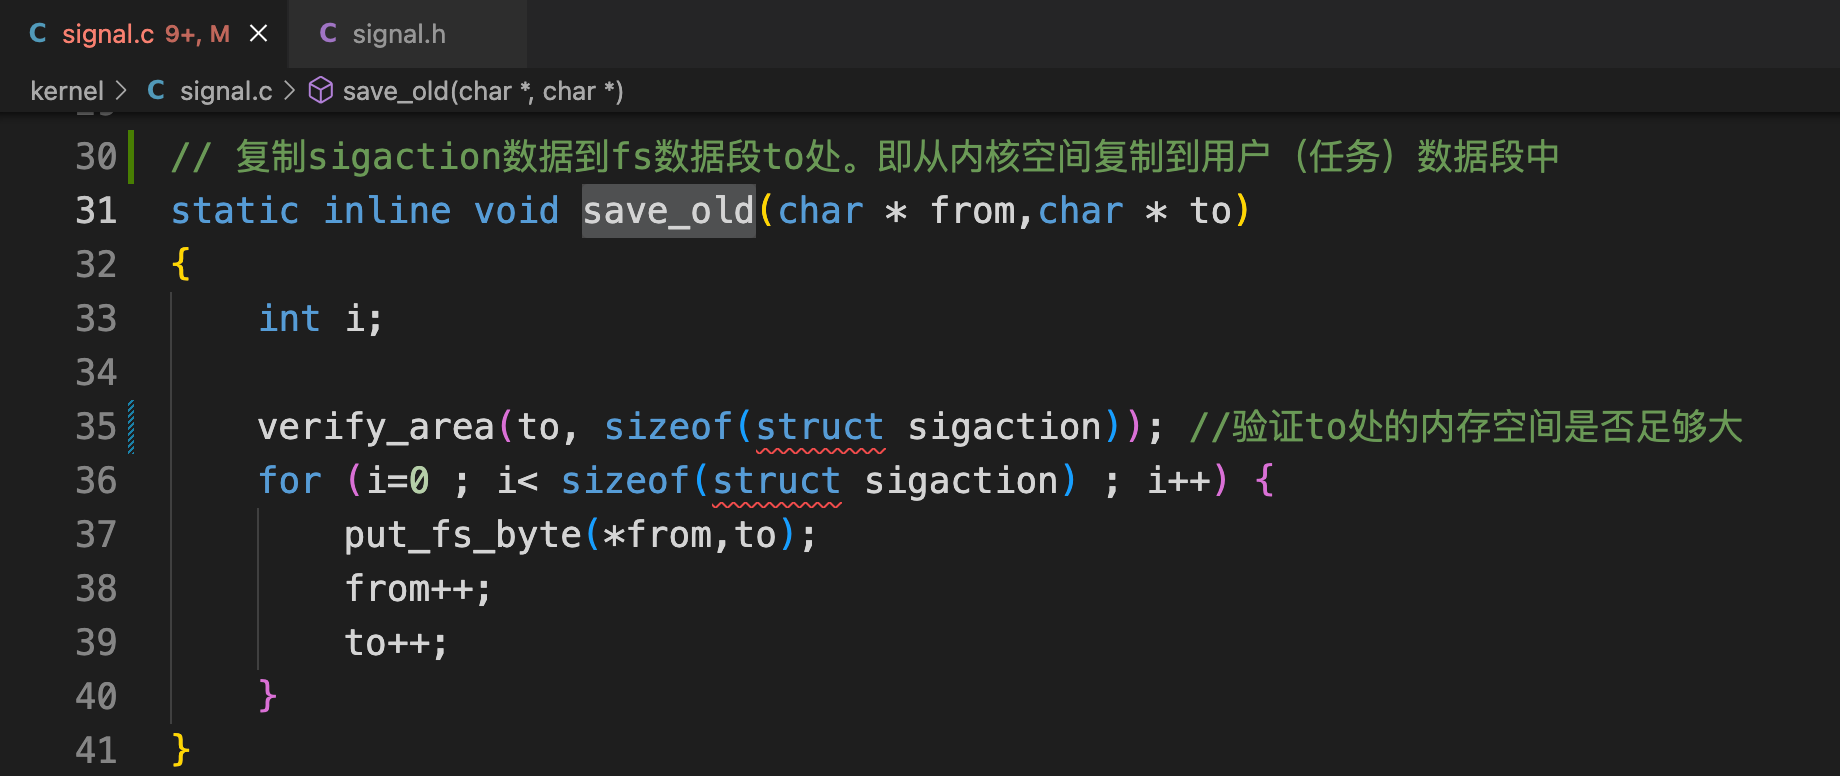 C signal.c 9+, M × C signal.h
kernel > C signal.c > save_old(char *, char *)
30 // 复制sigaction数据到fs数据段to处。即从内核空间复制到用户（任务）数据段中
31 static inline void save_old(char * from,char * to)
32 {
33 int i;
34
35 verify_area(to, sizeof(struct sigaction)); //验证to处的内存空间是否足够大
36 for (i=0 ; i< sizeof(struct sigaction) ; i++) {
37 put_fs_byte(*from,to);
38 from++;
39 to++;
40 }
41 }